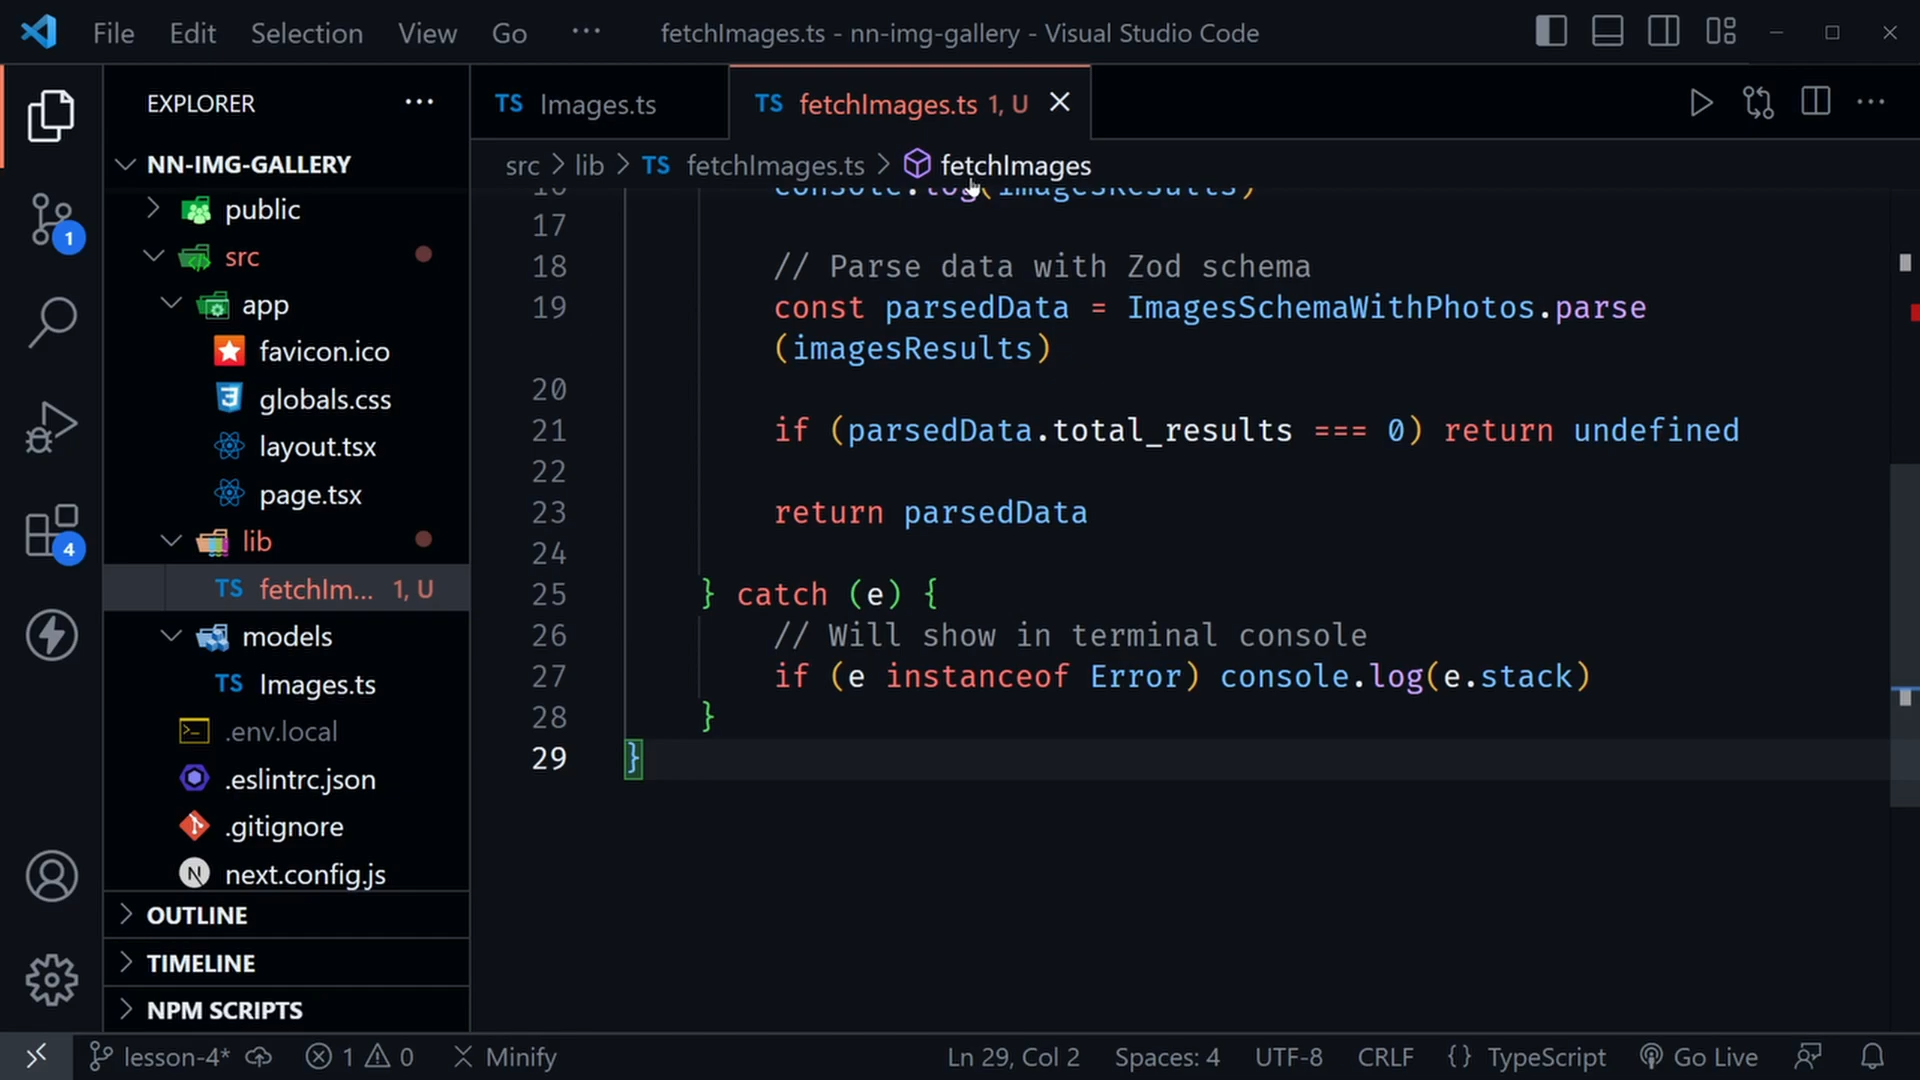 File Edit Selection View Go ··· fetchImages.ts - nn-img-gallery - Visual Studio Code
EXPLORER ···
TS Images.ts
TS fetchImages.ts 1, U
NN-IMG-GALLERY
src > lib > TS fetchImages.ts > fetchImages
public
src
app
favicon.ico
globals.css
layout.tsx
page.tsx
lib
TS fetchIm... 1, U
models
TS Images.ts
.env.local
.eslintrc.json
.gitignore
next.config.js
OUTLINE
TIMELINE
NPM SCRIPTS
1
4
16 console.log(imagesResults)
17
18 // Parse data with Zod schema
19 const parsedData = ImagesSchemaWithPhotos.parse
(imagesResults)
20
21 if (parsedData.total_results === 0) return undefined
22
23 return parsedData
24
25 } catch (e) {
26 // Will show in terminal console
27 if (e instanceof Error) console.log(e.stack)
28 }
29 }
lesson-4* 1 0 Minify Ln 29, Col 2 Spaces: 4 UTF-8 CRLF {} TypeScript Go Live